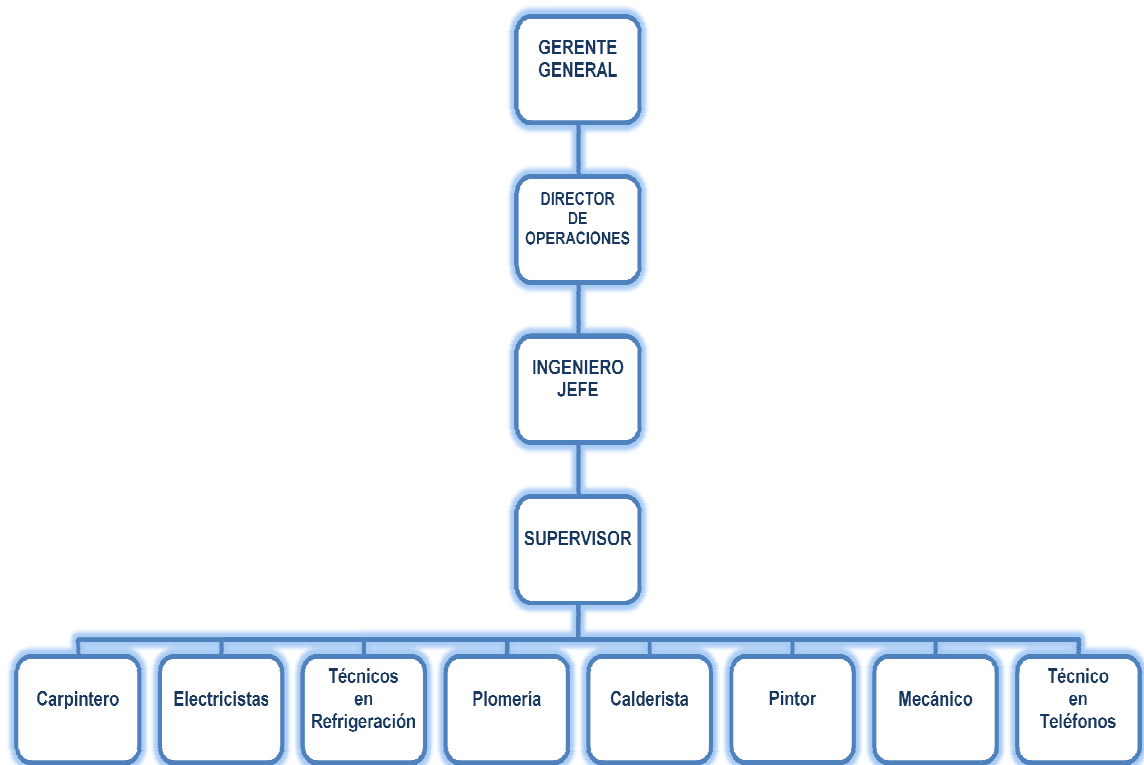 GERENTE
GENERAL
DIRECTOR
DE
OPERACIONES
INGENIERO
JEFE
SUPERVISOR
Carpintero
Electricistas
Técnicos
en
Refrigeración
Plomería
Calderista
Pintor
Mecánico
Técnico
en
Teléfonos